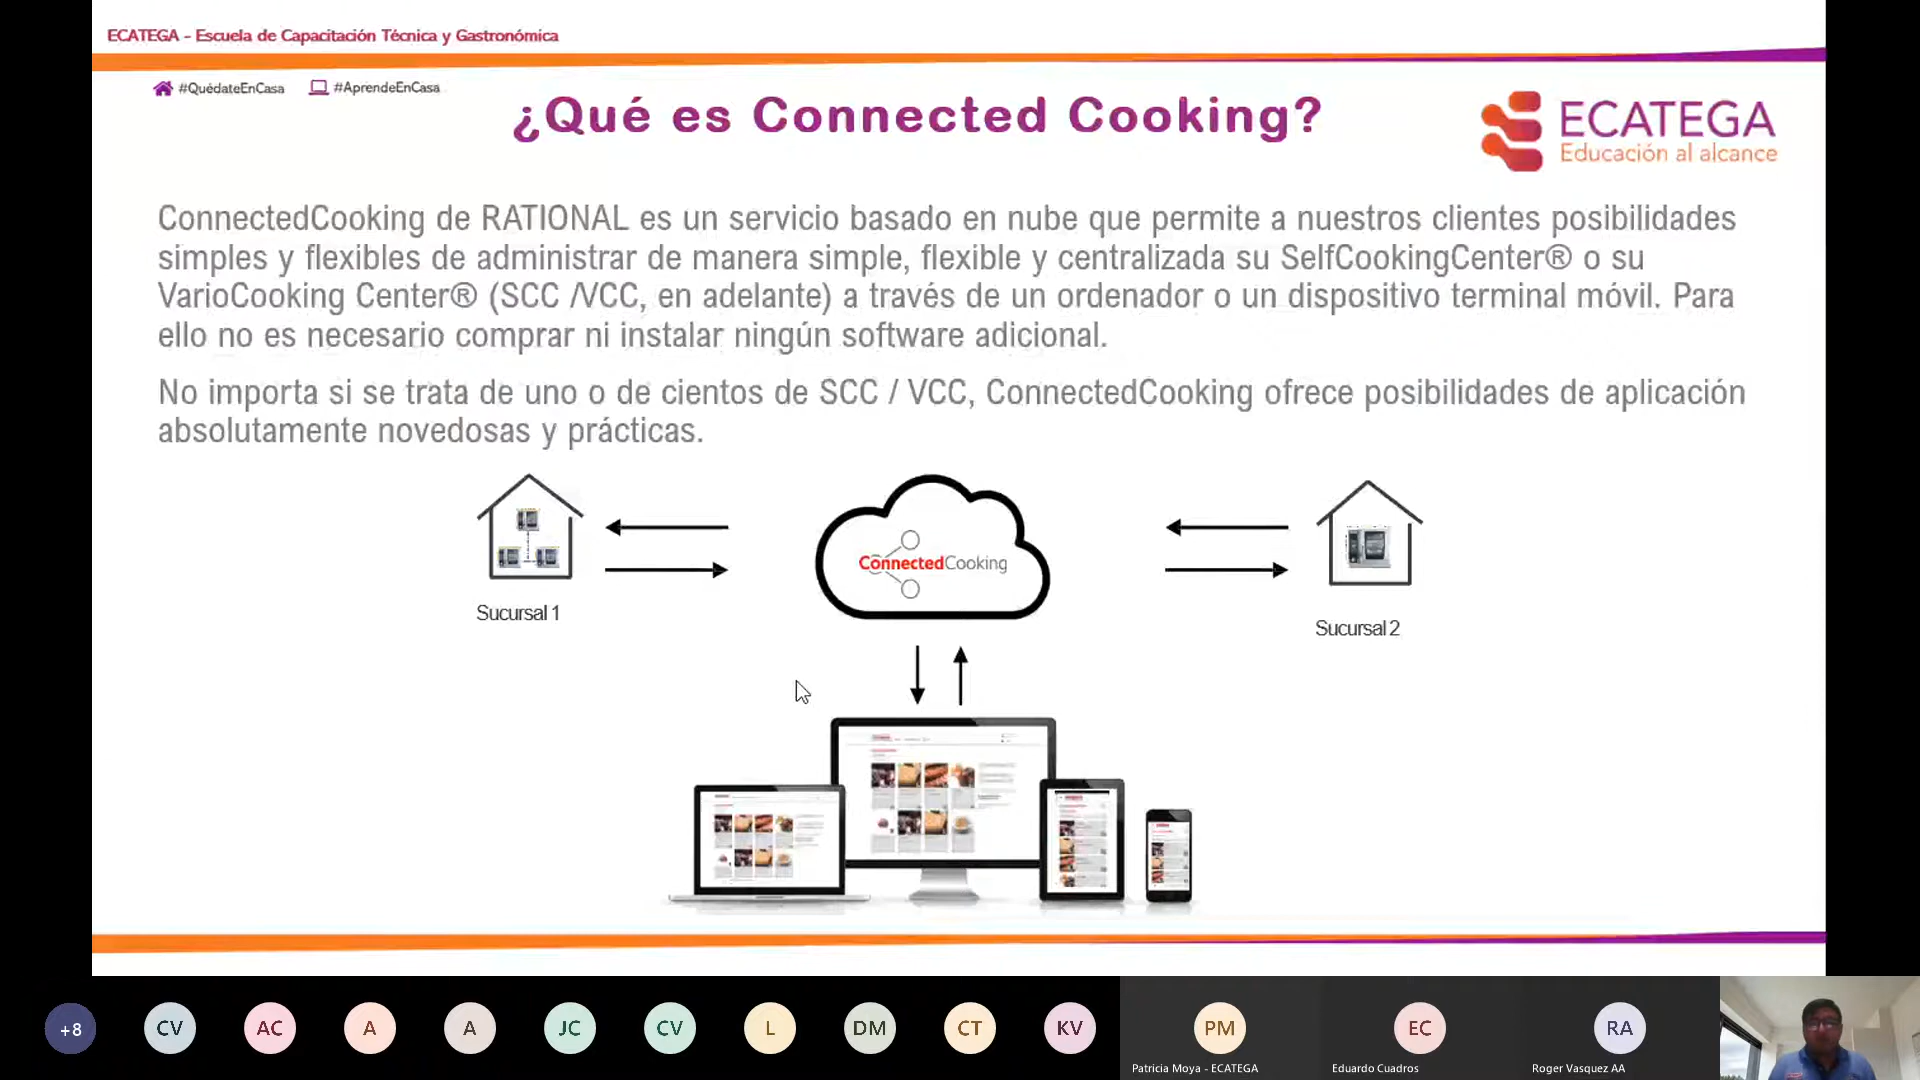 ECATEGA - Escuela de Capacitación Técnica y Gastronómica
#QuédateEnCasa #AprendeEnCasa
¿Qué es Connected Cooking?
ECATEGA
Educación al alcance
ConnectedCooking de RATIONAL es un servicio basado en nube que permite a nuestros clientes posibilidades
simples y flexibles de administrar de manera simple, flexible y centralizada su SelfCookingCenter® o su
VarioCooking Center® (SCC /VCC, en adelante) a través de un ordenador o un dispositivo terminal móvil. Para
ello no es necesario comprar ni instalar ningún software adicional.
No importa si se trata de uno o de cientos de SCC / VCC, ConnectedCooking ofrece posibilidades de aplicación
absolutamente novedosas y prácticas.
ConnectedCooking
Sucursal 1
Sucursal 2
+8 CV AC A A JC CV L DM CT KV PM EC RA
Patricia Moya - ECATEGA Eduardo Cuadros Roger Vasquez AA